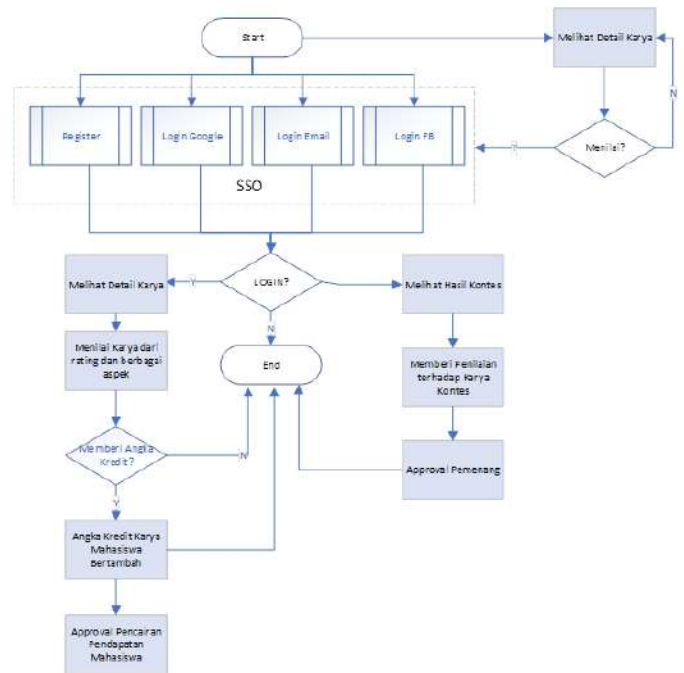 Start
Melihat Detail Karya
N
Register
Login Google
Login Email
Login FB
Menilai?
SSO
Melihat Detail Karya
Y
LOGIN?
Melihat Hasil Kontes
N
Menilai Karya dari
rating dan berbagai
aspek
End
Memberi Penilaian
terhadap Karya
Kontes
Memberi Angka
Kredit?
N
Approval Pemenang
Y
Angka Kredit Karya
Mahasiswa
Bertambah
Approval Pencairan
Pendapatan
Mahasiswa